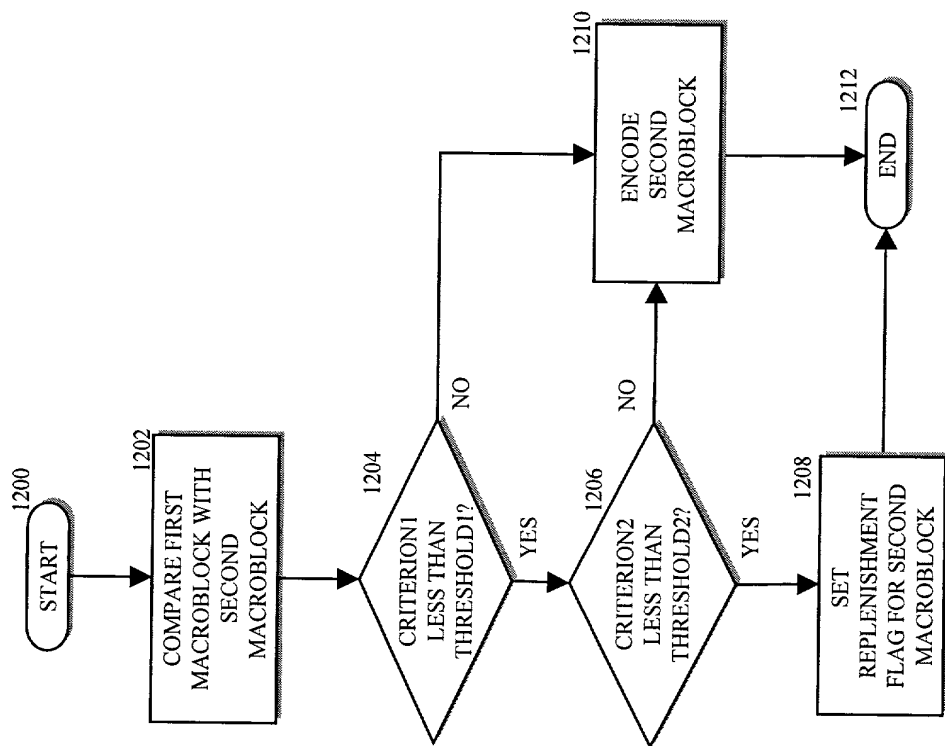 1200
START
1202
COMPARE FIRST
MACROBLOCK WITH
SECOND
MACROBLOCK
1204
CRITERION1
LESS THAN
THRESHOLD1?
NO
YES
1206
CRITERION2
LESS THAN
THRESHOLD2?
NO
YES
1208
SET
REPLENISHMENT
FLAG FOR SECOND
MACROBLOCK
1210
ENCODE
SECOND
MACROBLOCK
1212
END